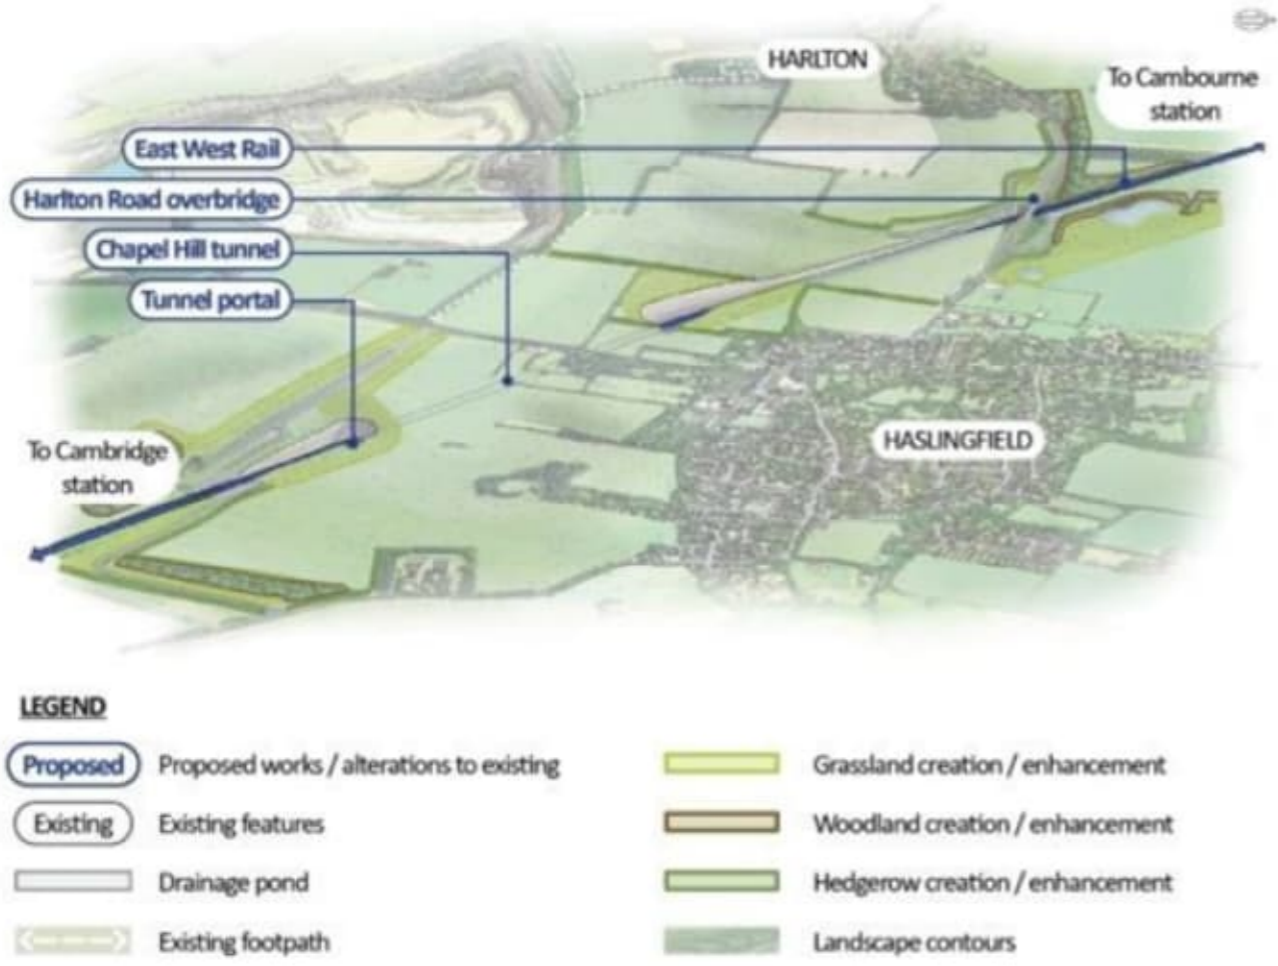 HARLTON
To Cambourne
station
East West Rail
Harlton Road overbridge
Chapel Hill tunnel
Tunnel portal
To Cambridge
station
HASLINGFIELD
LEGEND
Proposed Proposed works / alterations to existing
Existing Existing features
Drainage pond
Existing footpath
Grassland creation / enhancement
Woodland creation / enhancement
Hedgerow creation / enhancement
Landscape contours